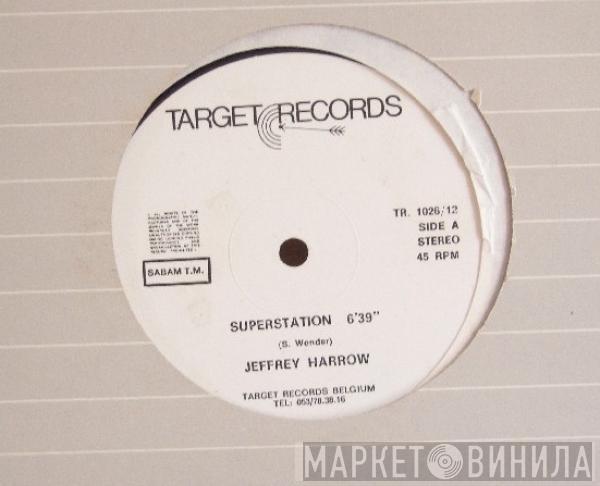 TARGET RECORDS
TR. 1026/12
SIDE A
STEREO
45 RPM
SABAM T.M.
SUPERSTATION 6'39"
(S. Wonder)
JEFFREY HARROW
TARGET RECORDS BELGIUM
TEL: 053/78.38.16
МАРКЕТ ВИНИЛА